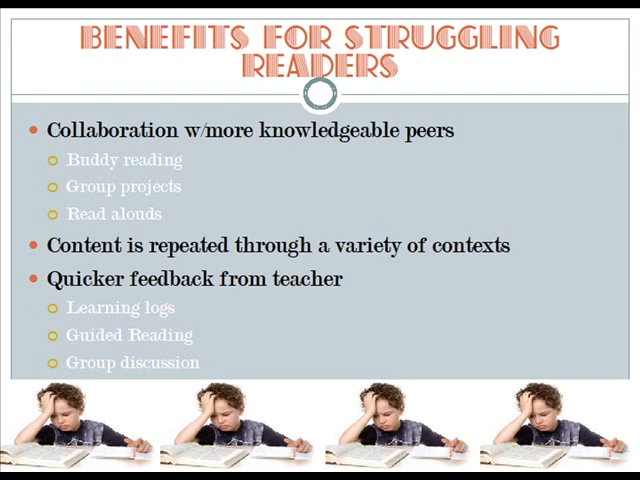 BENEFITS FOR STRUGGLING
READERS
Collaboration w/more knowledgeable peers
Buddy reading
Group projects
Read alouds
Content is repeated through a variety of contexts
Quicker feedback from teacher
Learning logs
Guided Reading
Group discussion